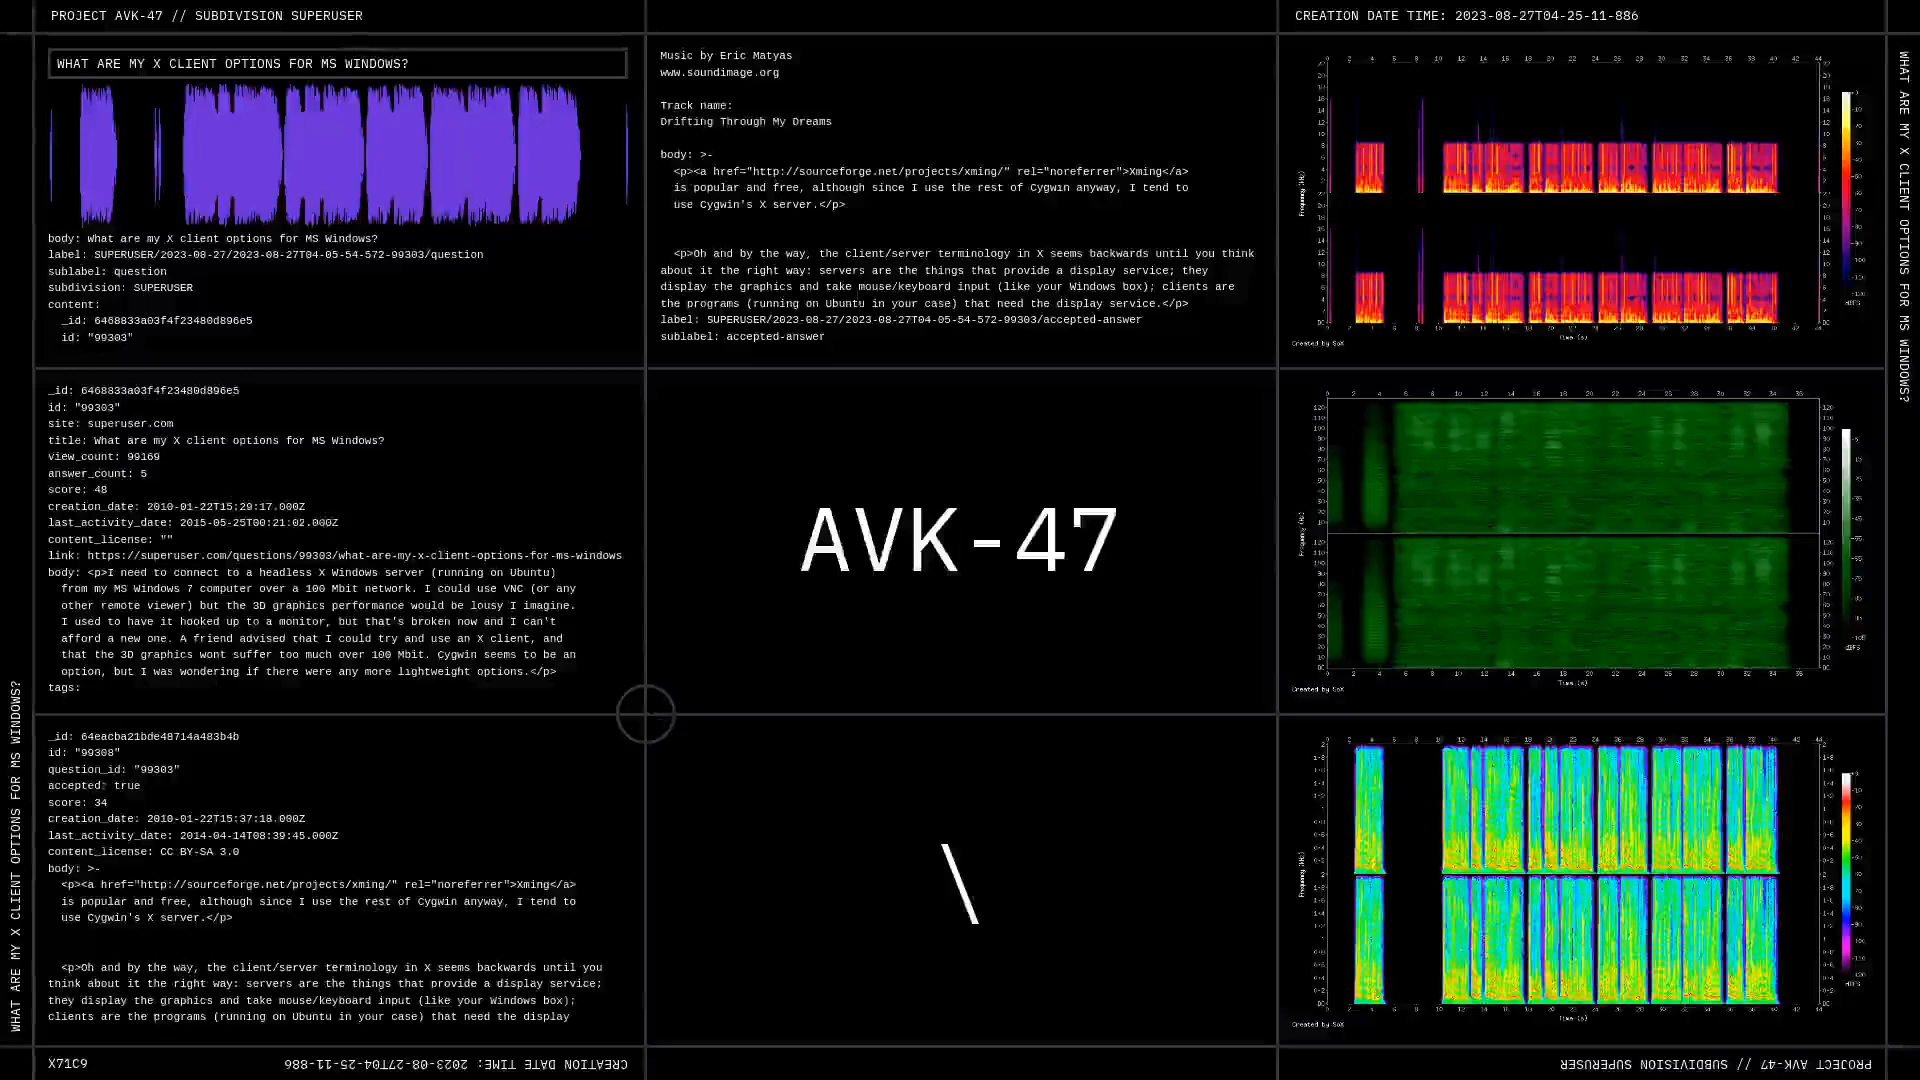 PROJECT AVK-47 // SUBDIVISION SUPERUSER
CREATION DATE TIME: 2023-08-27T04-25-11-886
WHAT ARE MY X CLIENT OPTIONS FOR MS WINDOWS?
body: What are my X client options for MS Windows?
label: SUPERUSER/2023-08-27/2023-08-27T04-05-54-572-99303/question
sublabel: question
subdivision: SUPERUSER
content:
_id: 6468833a03f4f23480d896e5
id: "99303"
Music by Eric Matyas
www.soundimage.org
Track name:
Drifting Through My Dreams
body: >-
<p><a href="http://sourceforge.net/projects/xming/" rel="noreferrer">Xming</a>
is popular and free, although since I use the rest of Cygwin anyway, I tend to
use Cygwin's X server.</p>
<p>Oh and by the way, the client/server terminology in X seems backwards until you think
about it the right way: servers are the things that provide a display service; they
display the graphics and take mouse/keyboard input (like your Windows box); clients are
the programs (running on Ubuntu in your case) that need the display service.</p>
label: SUPERUSER/2023-08-27/2023-08-27T04-05-54-572-99303/accepted-answer
sublabel: accepted-answer
Frequency (kHz)
Time (s)
dBFS
Created by SoX
WHAT ARE MY X CLIENT OPTIONS FOR MS WINDOWS?
_id: 6468833a03f4f23480d896e5
id: "99303"
site: superuser.com
title: What are my X client options for MS Windows?
view_count: 99169
answer_count: 5
score: 48
creation_date: 2010-01-22T15:29:17.000Z
last_activity_date: 2015-05-25T00:21:02.000Z
content_license: ""
link: https://superuser.com/questions/99303/what-are-my-x-client-options-for-ms-windows
body: <p>I need to connect to a headless X Windows server (running on Ubuntu)
from my MS Windows 7 computer over a 100 Mbit network. I could use VNC (or any
other remote viewer) but the 3D graphics performance would be lousy I imagine.
I used to have it hooked up to a monitor, but that's broken now and I can't
afford a new one. A friend advised that I could try and use an X client, and
that the 3D graphics wont suffer too much over 100 Mbit. Cygwin seems to be an
option, but I was wondering if there were any more lightweight options.</p>
tags:
AVK-47
Frequency (Hz)
Time (s)
dBFS
Created by SoX
_id: 64eacba21bde48714a483b4b
id: "99308"
question_id: "99303"
accepted: true
score: 34
creation_date: 2010-01-22T15:37:18.000Z
last_activity_date: 2014-04-14T08:39:45.000Z
content_license: CC BY-SA 3.0
body: >-
<p><a href="http://sourceforge.net/projects/xming/" rel="noreferrer">Xming</a>
is popular and free, although since I use the rest of Cygwin anyway, I tend to
use Cygwin's X server.</p>
<p>Oh and by the way, the client/server terminology in X seems backwards until you
think about it the right way: servers are the things that provide a display service;
they display the graphics and take mouse/keyboard input (like your Windows box);
clients are the programs (running on Ubuntu in your case) that need the display
\
Frequency (kHz)
Time (s)
dBFS
Created by SoX
WHAT ARE MY X CLIENT OPTIONS FOR MS WINDOWS?
X71C9
CREATION DATE TIME: 2023-08-27T04-25-11-886
PROJECT AVK-47 // SUBDIVISION SUPERUSER